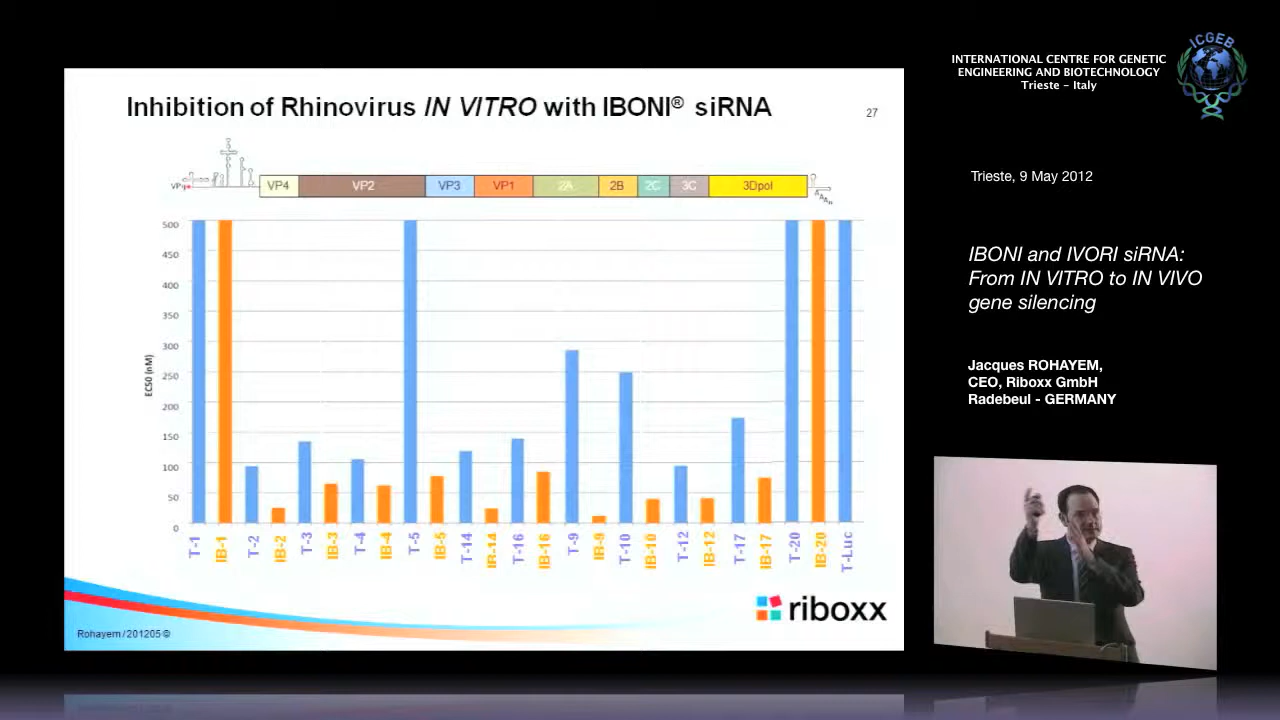 Inhibition of Rhinovirus IN VITRO with IBONI® siRNA
27
VP4 VP2 VP3 VP1 2A 2B 2C 3C 3Dpol
500
450
400
350
300
250
200
150
100
50
0
EC50 (nM)
T-1 IB-1 T-2 IB-2 T-3 IB-3 T-4 IB-4 T-5 IB-5 T-14 IB-14 T-16 IB-16 T-9 IB-9 T-10 IB-10 T-12 IB-12 T-17 IB-17 T-20 IB-20 T-Luc
riboxx
Rohayem/201205 ©
INTERNATIONAL CENTRE FOR GENETIC
ENGINEERING AND BIOTECHNOLOGY
Trieste - Italy
ICGEB
Trieste, 9 May 2012
IBONI and IVORI siRNA:
From IN VITRO to IN VIVO
gene silencing
Jacques ROHAYEM,
CEO, Riboxx GmbH
Radebeul - GERMANY